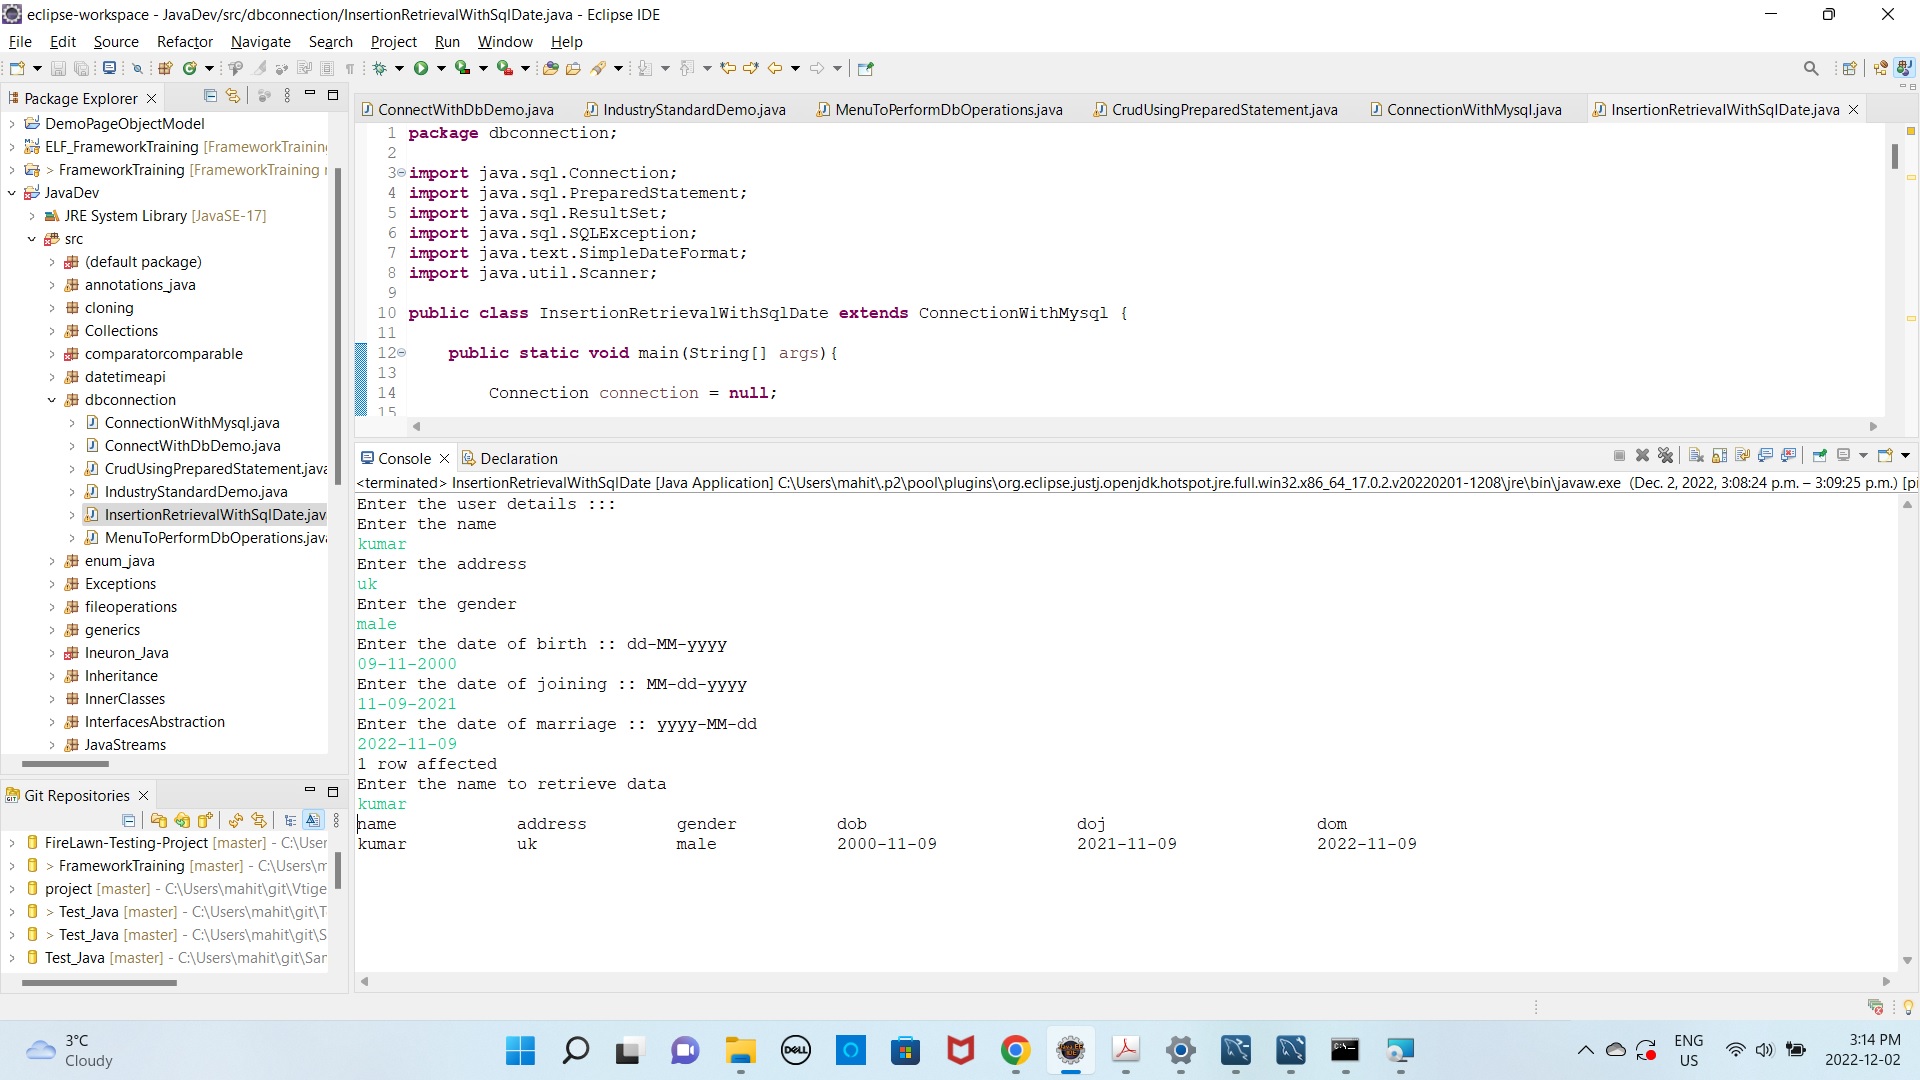 eclipse-workspace - JavaDev/src/dbconnection/InsertionRetrievalWithSqlDate.java - Eclipse IDE
File Edit Source Refactor Navigate Search Project Run Window Help
Package Explorer
DemoPageObjectModel
ELF_FrameworkTraining [FrameworkTraining
> FrameworkTraining [FrameworkTraining r
JavaDev
JRE System Library [JavaSE-17]
src
(default package)
annotations_java
cloning
Collections
comparatorcomparable
datetimeapi
dbconnection
ConnectionWithMysql.java
ConnectWithDbDemo.java
CrudUsingPreparedStatement.java
IndustryStandardDemo.java
InsertionRetrievalWithSqlDate.jav
MenuToPerformDbOperations.java
enum_java
Exceptions
fileoperations
generics
Ineuron_Java
Inheritance
InnerClasses
InterfacesAbstraction
JavaStreams
Git Repositories
FireLawn-Testing-Project [master] - C:\User
> FrameworkTraining [master] - C:\Users\m
project [master] - C:\Users\mahit\git\Vtige
> Test_Java [master] - C:\Users\mahit\git\T
> Test_Java [master] - C:\Users\mahit\git\S
Test_Java [master] - C:\Users\mahit\git\San
ConnectWithDbDemo.java IndustryStandardDemo.java MenuToPerformDbOperations.java CrudUsingPreparedStatement.java ConnectionWithMysql.java InsertionRetrievalWithSqlDate.java
1 package dbconnection;
2
3 import java.sql.Connection;
4 import java.sql.PreparedStatement;
5 import java.sql.ResultSet;
6 import java.sql.SQLException;
7 import java.text.SimpleDateFormat;
8 import java.util.Scanner;
9
10 public class InsertionRetrievalWithSqlDate extends ConnectionWithMysql {
11
12 public static void main(String[] args){
13
14 Connection connection = null;
15
Console Declaration
<terminated> InsertionRetrievalWithSqlDate [Java Application] C:\Users\mahit\.p2\pool\plugins\org.eclipse.justj.openjdk.hotspot.jre.full.win32.x86_64_17.0.2.v20220201-1208\jre\bin\javaw.exe (Dec. 2, 2022, 3:08:24 p.m. – 3:09:25 p.m.) [pi
Enter the user details :::
Enter the name
kumar
Enter the address
uk
Enter the gender
male
Enter the date of birth :: dd-MM-yyyy
09-11-2000
Enter the date of joining :: MM-dd-yyyy
11-09-2021
Enter the date of marriage :: yyyy-MM-dd
2022-11-09
1 row affected
Enter the name to retrieve data
kumar
name address gender dob doj dom
kumar uk male 2000-11-09 2021-11-09 2022-11-09
3°C
Cloudy
DELL
ENG
US
3:14 PM
2022-12-02